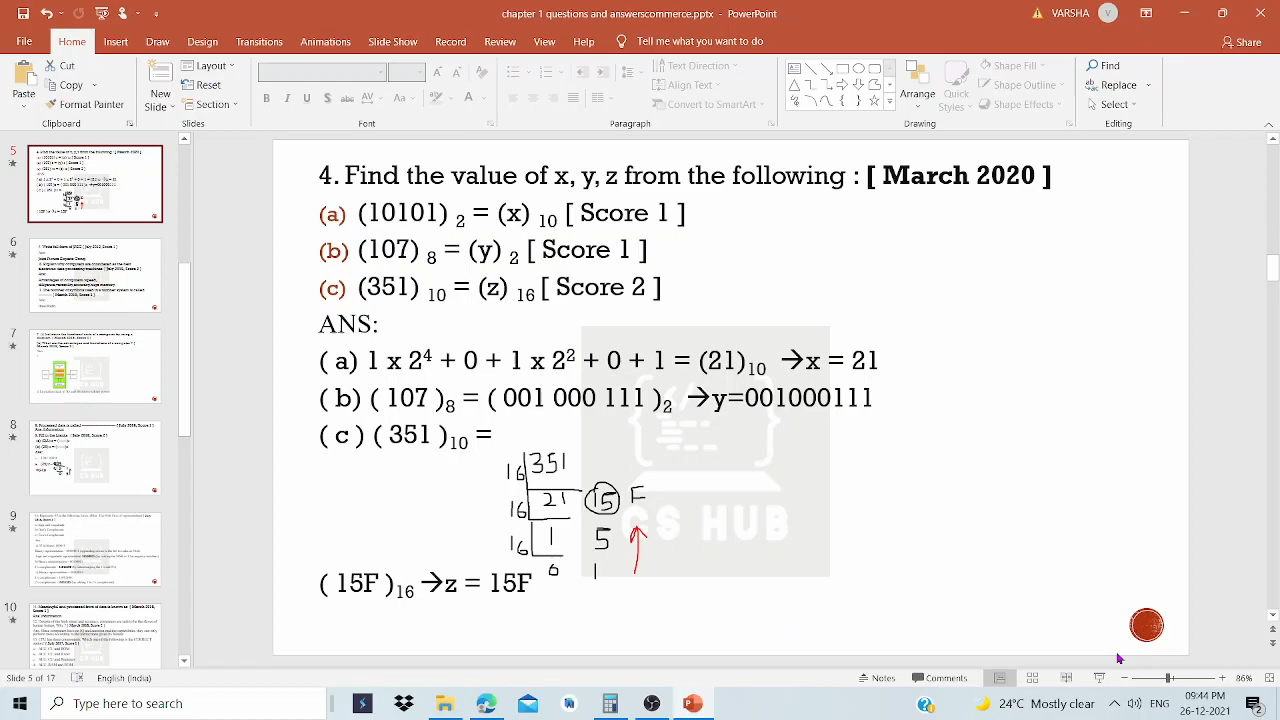 VARSHA V
File Home Insert Draw Design Transitions Animations Slide Show Record Review View Help Tell me what you want to do Share
Paste Cut Copy Format Painter
Clipboard
New Slide Layout Reset Section
Slides
Font
Text Direction Align Text Convert to SmartArt
Paragraph
Arrange Quick Styles Shape Fill Shape Outline Shape Effects
Drawing
Find Replace Select
Editing
5
6
7
8
9
4. Find the value of x, y, z from the following : [ March 2020 ]
(a) (10101) 2 = (x) 10 [ Score 1 ]
(b) (107) 8 = (y) 2 [ Score 1 ]
(c) (351) 10 = (z) 16 [ Score 2 ]
ANS:
( a) 1 x 2⁴ + 0 + 1 x 2² + 0 + 1 = (21)₁₀ →x = 21
( b) ( 107 )₈ = ( 001 000 111 )₂ →y=001000111
( c ) ( 351 )₁₀ =
16 351
16 21 15 F
16 1 5
0 1
( 15F )₁₆ →z = 15F
CS HUB
Slide 5 of 17 English (India) Notes Comments 86%
Type here to search
24°C Mostly clear ENG 09:44 PM 26-12-2021 2